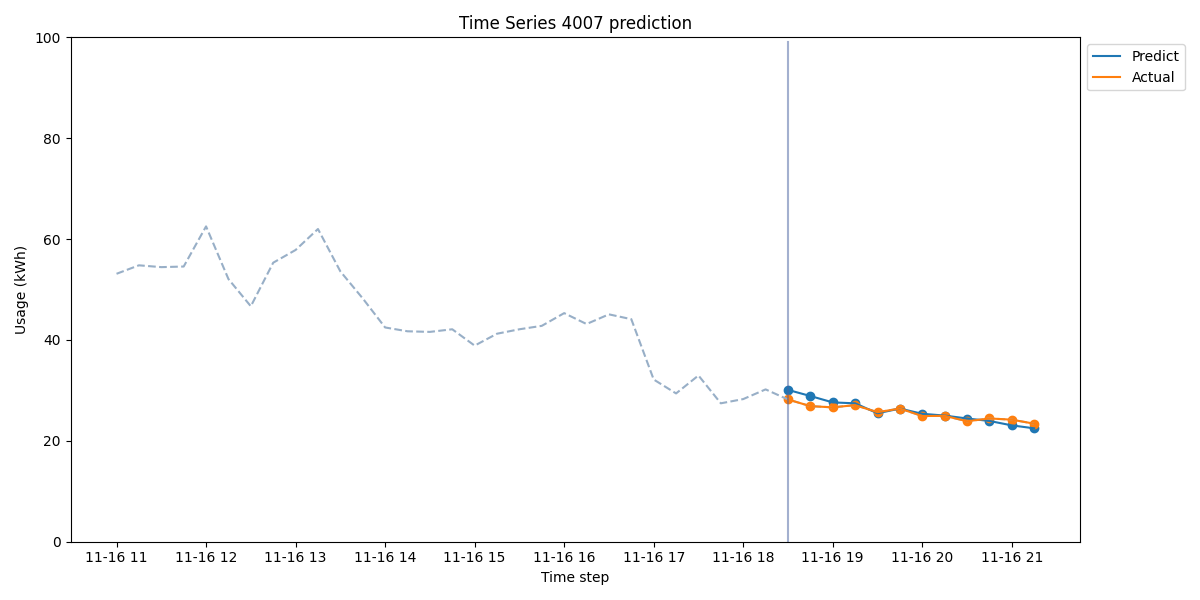 Time Series 4007 prediction
Usage (kWh)
100
80
60
40
20
0
11-16 11 11-16 12 11-16 13 11-16 14 11-16 15 11-16 16 11-16 17 11-16 18 11-16 19 11-16 20 11-16 21
Time step
Predict
Actual